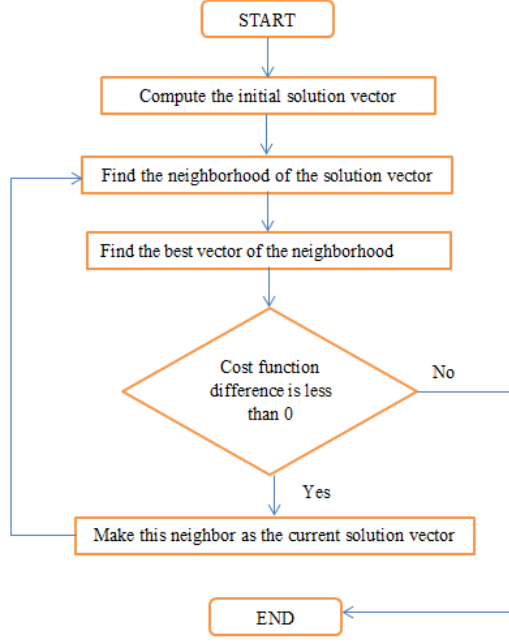 START
Compute the initial solution vector
Find the neighborhood of the solution vector
Find the best vector of the neighborhood
Cost function
difference is less
than 0
No
Yes
Make this neighbor as the current solution vector
END